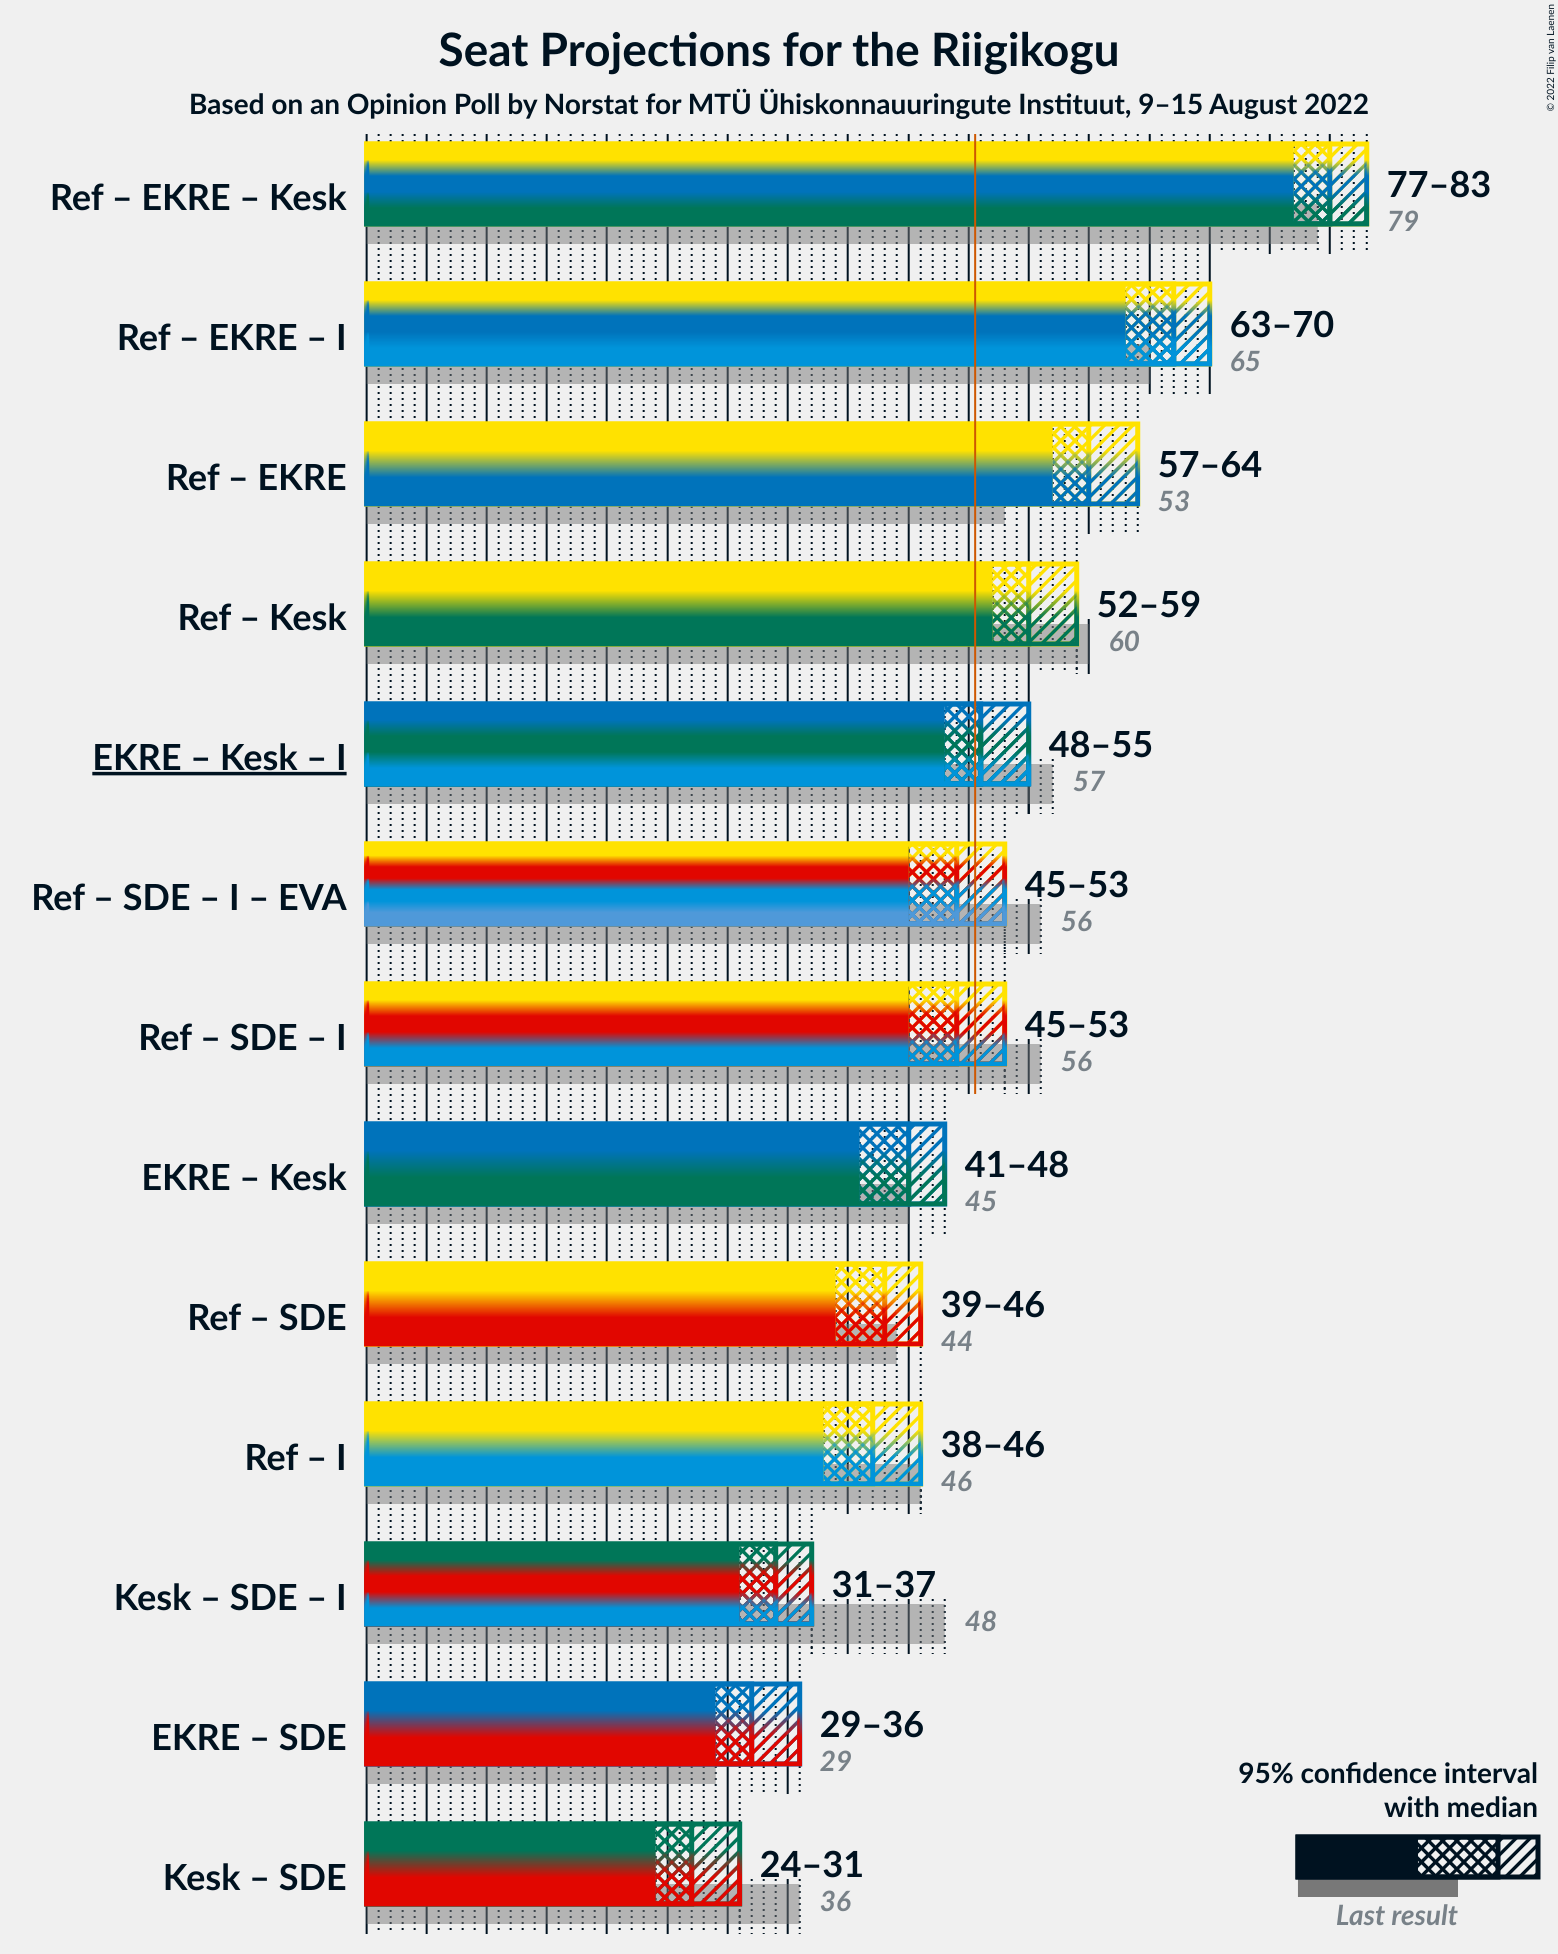 Seat Projections for the Riigikogu
Based on an Opinion Poll by Norstat for MTÜ Ühiskonnauuringute Instituut, 9–15 August 2022
© 2022 Filip van Laenen
Ref – EKRE – Kesk
77–83
79
Ref – EKRE – I
63–70
65
Ref – EKRE
57–64
53
Ref – Kesk
52–59
60
EKRE – Kesk – I
48–55
57
Ref – SDE – I – EVA
45–53
56
Ref – SDE – I
45–53
56
EKRE – Kesk
41–48
45
Ref – SDE
39–46
44
Ref – I
38–46
46
Kesk – SDE – I
31–37
48
EKRE – SDE
29–36
29
Kesk – SDE
24–31
36
95% confidence interval
with median
Last result